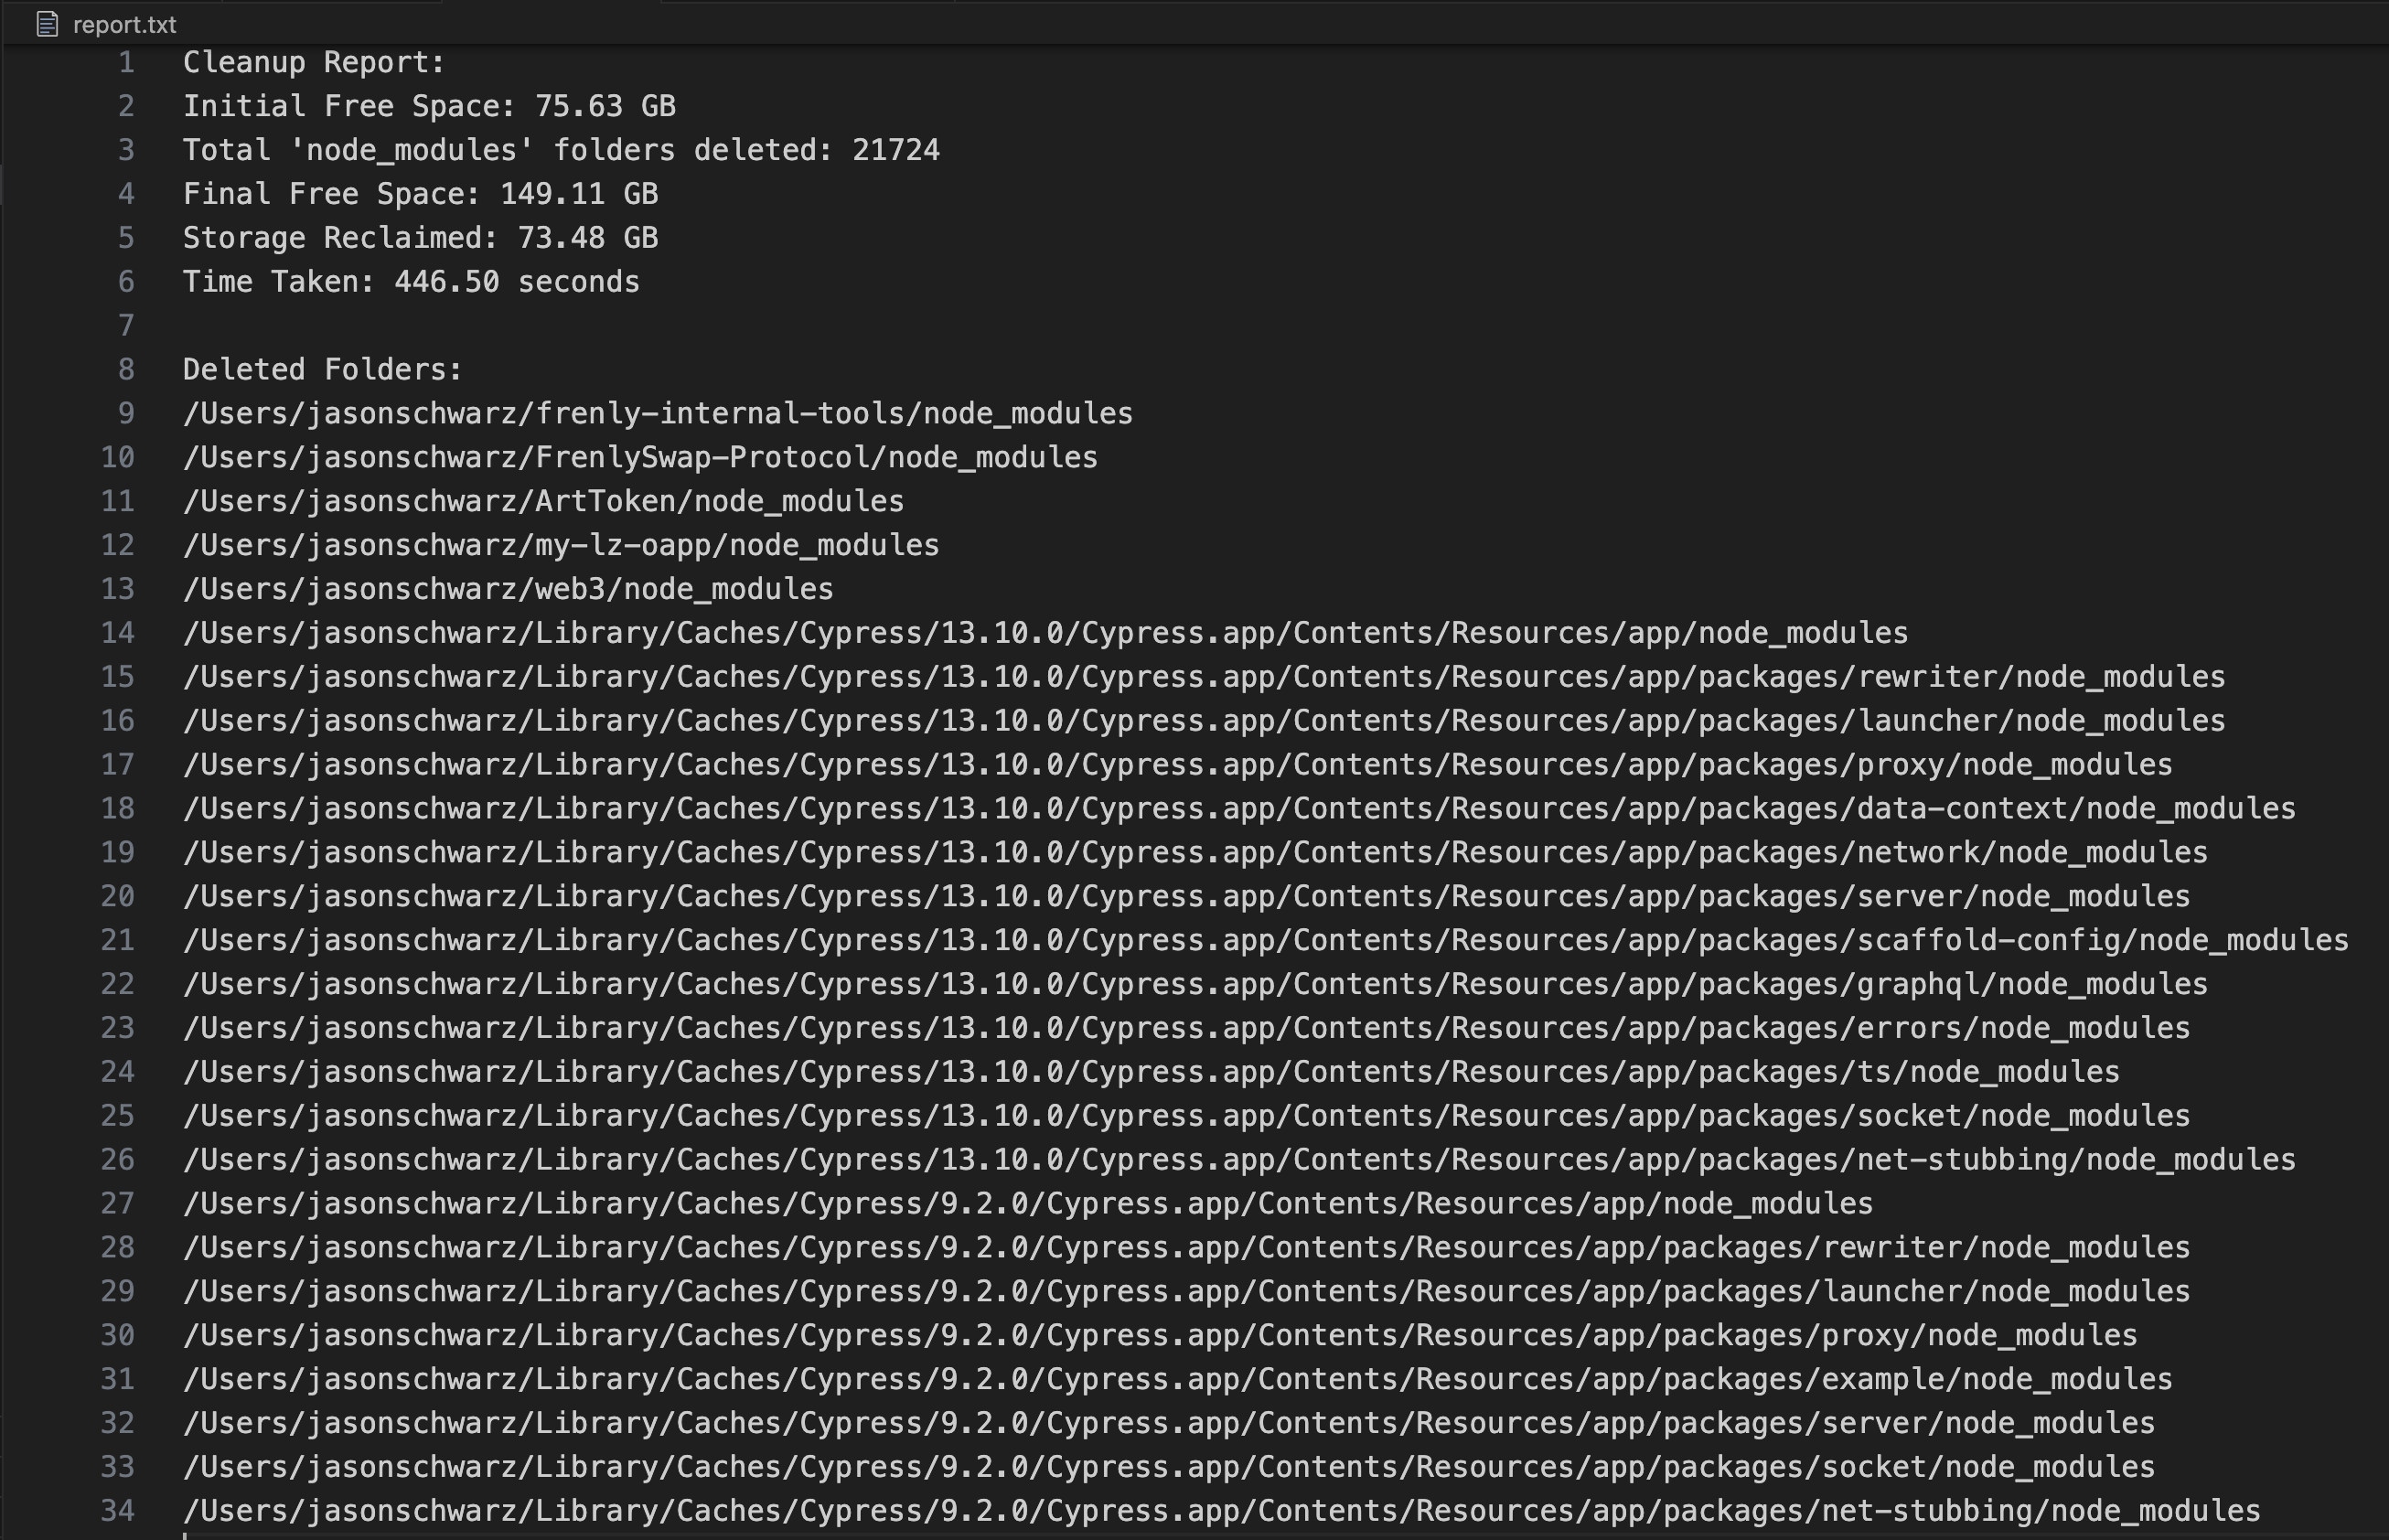 report.txt
1 Cleanup Report:
2 Initial Free Space: 75.63 GB
3 Total 'node_modules' folders deleted: 21724
4 Final Free Space: 149.11 GB
5 Storage Reclaimed: 73.48 GB
6 Time Taken: 446.50 seconds
7
8 Deleted Folders:
9 /Users/jasonschwarz/frenly-internal-tools/node_modules
10 /Users/jasonschwarz/FrenlySwap-Protocol/node_modules
11 /Users/jasonschwarz/ArtToken/node_modules
12 /Users/jasonschwarz/my-lz-oapp/node_modules
13 /Users/jasonschwarz/web3/node_modules
14 /Users/jasonschwarz/Library/Caches/Cypress/13.10.0/Cypress.app/Contents/Resources/app/node_modules
15 /Users/jasonschwarz/Library/Caches/Cypress/13.10.0/Cypress.app/Contents/Resources/app/packages/rewriter/node_modules
16 /Users/jasonschwarz/Library/Caches/Cypress/13.10.0/Cypress.app/Contents/Resources/app/packages/launcher/node_modules
17 /Users/jasonschwarz/Library/Caches/Cypress/13.10.0/Cypress.app/Contents/Resources/app/packages/proxy/node_modules
18 /Users/jasonschwarz/Library/Caches/Cypress/13.10.0/Cypress.app/Contents/Resources/app/packages/data-context/node_modules
19 /Users/jasonschwarz/Library/Caches/Cypress/13.10.0/Cypress.app/Contents/Resources/app/packages/network/node_modules
20 /Users/jasonschwarz/Library/Caches/Cypress/13.10.0/Cypress.app/Contents/Resources/app/packages/server/node_modules
21 /Users/jasonschwarz/Library/Caches/Cypress/13.10.0/Cypress.app/Contents/Resources/app/packages/scaffold-config/node_modules
22 /Users/jasonschwarz/Library/Caches/Cypress/13.10.0/Cypress.app/Contents/Resources/app/packages/graphql/node_modules
23 /Users/jasonschwarz/Library/Caches/Cypress/13.10.0/Cypress.app/Contents/Resources/app/packages/errors/node_modules
24 /Users/jasonschwarz/Library/Caches/Cypress/13.10.0/Cypress.app/Contents/Resources/app/packages/ts/node_modules
25 /Users/jasonschwarz/Library/Caches/Cypress/13.10.0/Cypress.app/Contents/Resources/app/packages/socket/node_modules
26 /Users/jasonschwarz/Library/Caches/Cypress/13.10.0/Cypress.app/Contents/Resources/app/packages/net-stubbing/node_modules
27 /Users/jasonschwarz/Library/Caches/Cypress/9.2.0/Cypress.app/Contents/Resources/app/node_modules
28 /Users/jasonschwarz/Library/Caches/Cypress/9.2.0/Cypress.app/Contents/Resources/app/packages/rewriter/node_modules
29 /Users/jasonschwarz/Library/Caches/Cypress/9.2.0/Cypress.app/Contents/Resources/app/packages/launcher/node_modules
30 /Users/jasonschwarz/Library/Caches/Cypress/9.2.0/Cypress.app/Contents/Resources/app/packages/proxy/node_modules
31 /Users/jasonschwarz/Library/Caches/Cypress/9.2.0/Cypress.app/Contents/Resources/app/packages/example/node_modules
32 /Users/jasonschwarz/Library/Caches/Cypress/9.2.0/Cypress.app/Contents/Resources/app/packages/server/node_modules
33 /Users/jasonschwarz/Library/Caches/Cypress/9.2.0/Cypress.app/Contents/Resources/app/packages/socket/node_modules
34 /Users/jasonschwarz/Library/Caches/Cypress/9.2.0/Cypress.app/Contents/Resources/app/packages/net-stubbing/node_modules